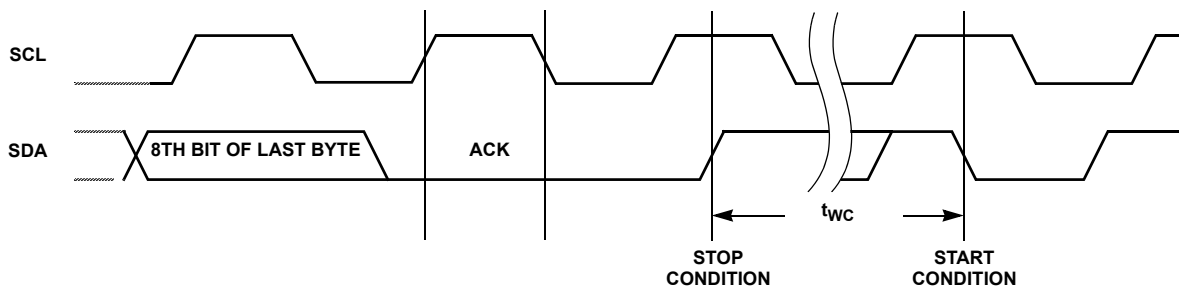 SCL
SDA
8TH BIT OF LAST BYTE
ACK
tWC
STOP
CONDITION
START
CONDITION